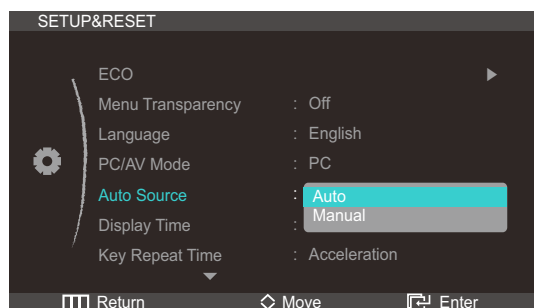 SETUP&RESET
ECO
Menu Transparency : Off
Language : English
PC/AV Mode : PC
Auto Source : Auto
Manual
Display Time :
Key Repeat Time : Acceleration
Return Move Enter